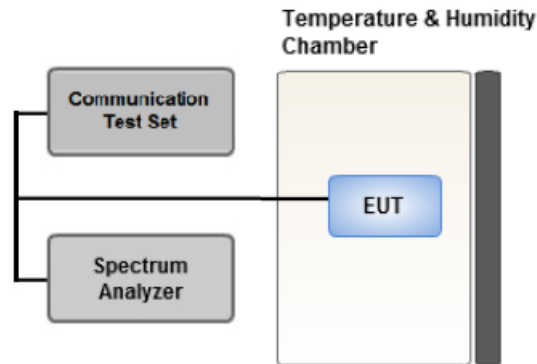 Temperature & Humidity
Chamber
Communication
Test Set
EUT
Spectrum
Analyzer